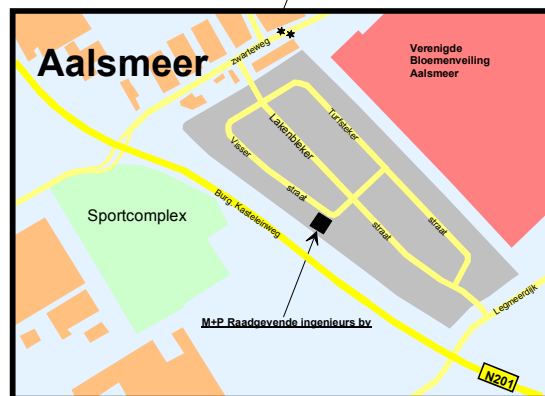 Aalsmeer
zwarteweg
Verenigde
Bloemenveiling
Aalsmeer
Turfsteker
Lakenbleker
Visser
straat
straat
straat
Sportcomplex
Burg. Kasteleinweg
Legmeerdijk
M+P Raadgevende ingenieurs bv
N201